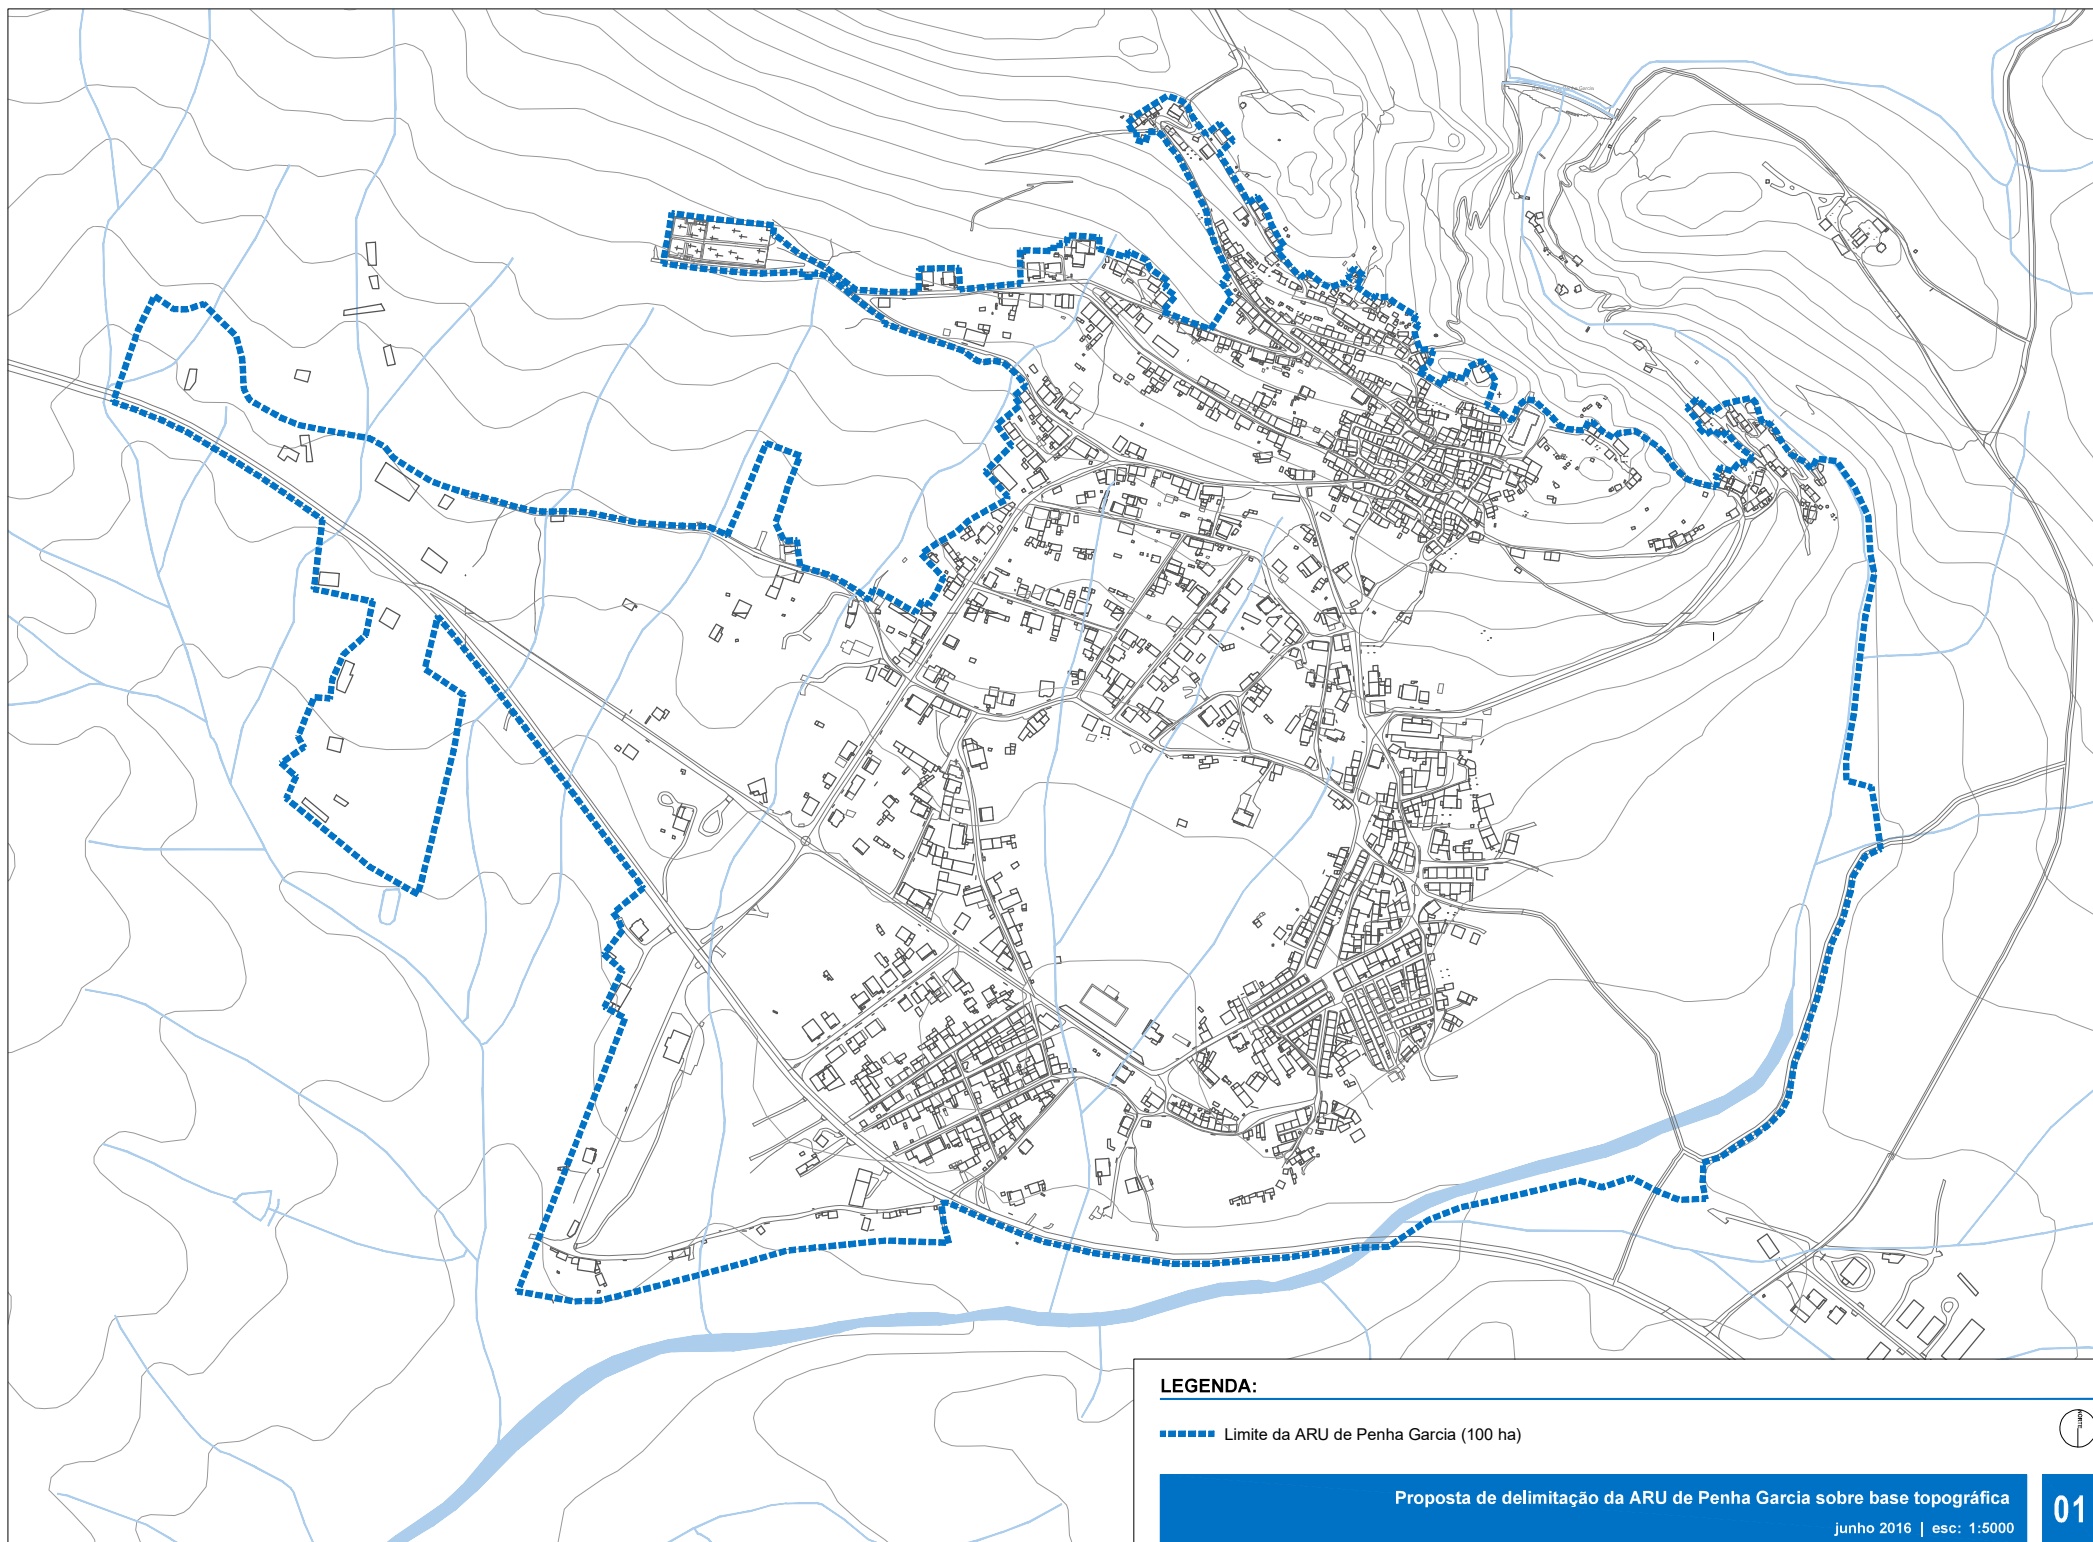 LEGENDA:
NORTE
Limite da ARU de Penha Garcia (100 ha)
Proposta de delimitação da ARU de Penha Garcia sobre base topográfica
01
junho 2016 | esc: 1:5000